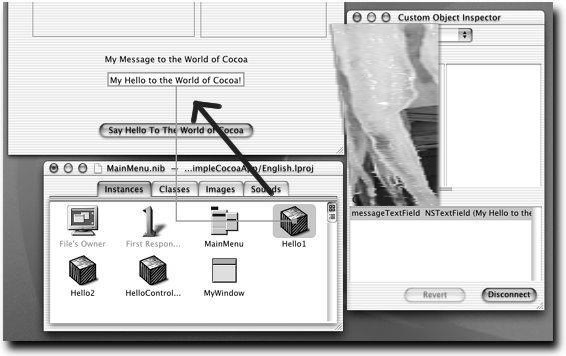 Custom Object Inspector
My Message to the World of Cocoa
My Hello to the World of Cocoa!
Say Hello To The World of Cocoa
MainMenu.nib — ...impleCocoaApp/English.lproj
Instances Classes Images Sounds
messageTextField NSTextField (My Hello to the
File's Owner First Respon... MainMenu Hello1
Hello2 HelloControl... MyWindow
Revert Disconnect